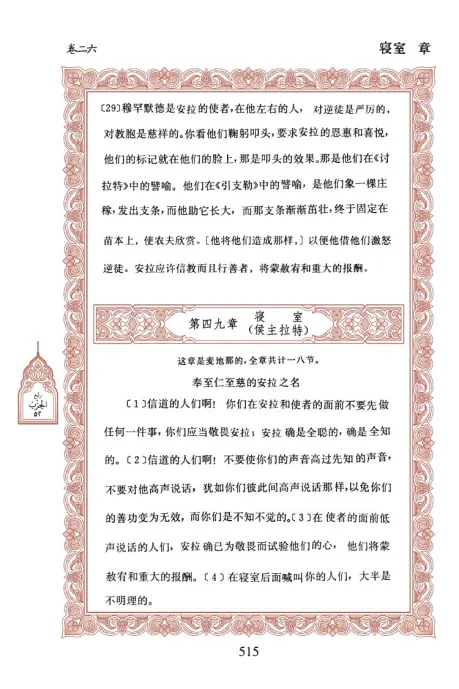 卷二六
寝室 章
〔29〕穆罕默德是安拉的使者,在他左右的人, 对逆徒是严厉的,
对教胞是慈祥的。你看他们鞠躬叩头,要求安拉的恩惠和喜悦,
他们的标记就在他们的脸上,那是叩头的效果。那是他们在《讨
拉特》中的譬喻。他们在《引支勒》中的譬喻,是他们象一棵庄
稼,发出支条,而他助它长大,而那支条渐渐茁壮,终于固定在
苗本上,使农夫欣赏。〔他将他们造成那样,〕以便他借他们激怒
逆徒。安拉应许信教而且行善者,将蒙赦宥和重大的报酬。
第四九章 寝室
(侯主拉特)
这章是麦地那的,全章共计一八节。
奉至仁至慈的安拉之名
〔1〕信道的人们啊! 你们在安拉和使者的面前不要先做
任何一件事,你们应当敬畏安拉;安拉 确是全聪的,确是全知
的。〔2〕信道的人们啊! 不要使你们的声音高过先知的声音,
不要对他高声说话, 犹如你们彼此间高声说话那样,以免你们
的善功变为无效,而你们是不知不觉的。〔3〕在使者的面前低
声说话的人们,安拉确已为敬畏而试验他们的心, 他们将蒙
赦宥和重大的报酬。〔4〕在寝室后面喊叫你的人们,大半是
不明理的。
ربع
الحزب
٥٢
515